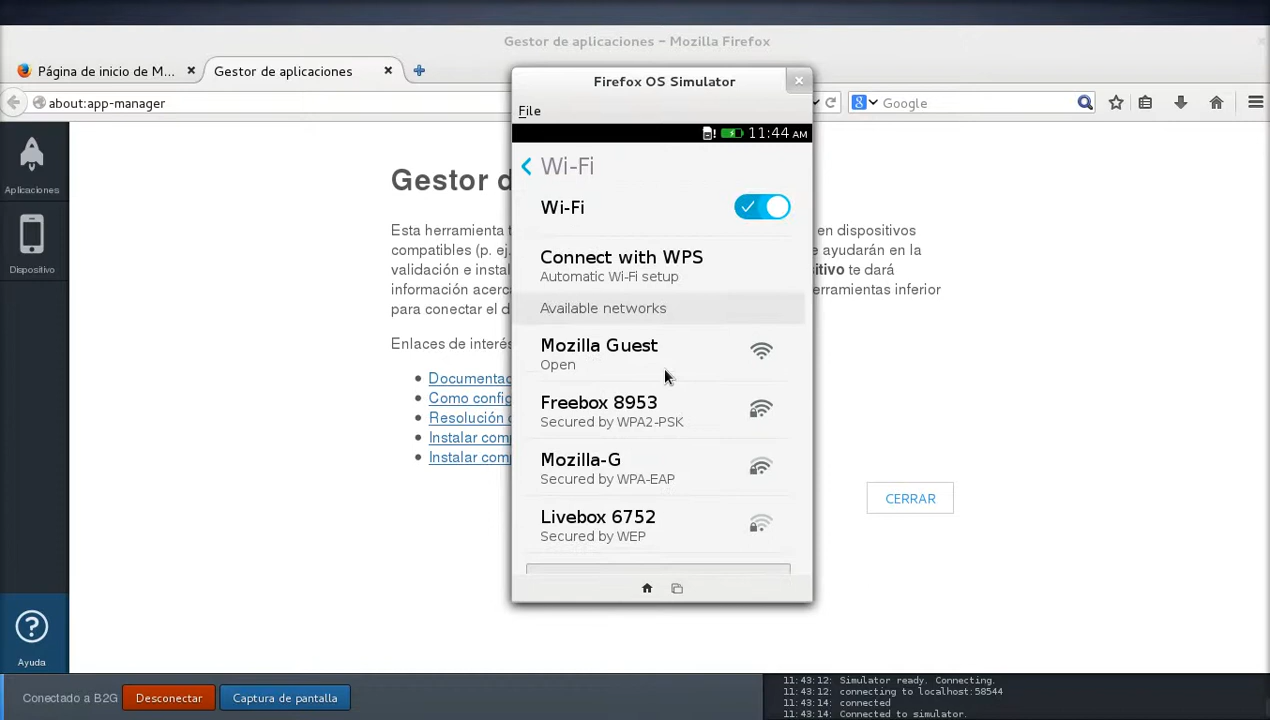 Gestor de aplicaciones - Mozilla Firefox
Página de inicio de M...
Gestor de aplicaciones
about:app-manager
Google
Aplicaciones
Dispositivo
Ayuda
Gestor d
Esta herramienta t
compatibles (p. ej.
validación e instal
información acerc
para conectar el d
en dispositivos
e ayudarán en la
sitivo te dará
erramientas inferior
Enlaces de interés
Documentac
Como config
Resolución d
Instalar comp
Instalar comp
CERRAR
Firefox OS Simulator
File
11:44 AM
Wi-Fi
Wi-Fi
Connect with WPS
Automatic Wi-Fi setup
Available networks
Mozilla Guest
Open
Freebox 8953
Secured by WPA2-PSK
Mozilla-G
Secured by WPA-EAP
Livebox 6752
Secured by WEP
Conectado a B2G
Desconectar
Captura de pantalla
11:43:12: Simulator ready. Connecting.
11:43:12: connecting to localhost:58544
11:43:14: connected
11:43:14: Connected to simulator.